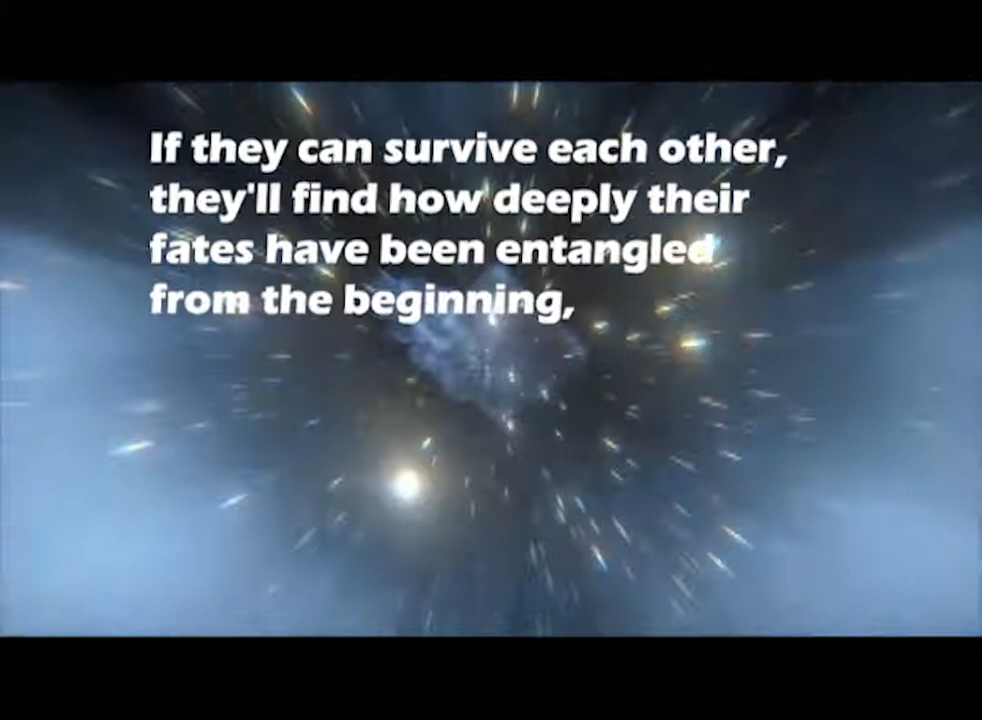 If they can survive each other,
they'll find how deeply their
fates have been entangled
from the beginning,